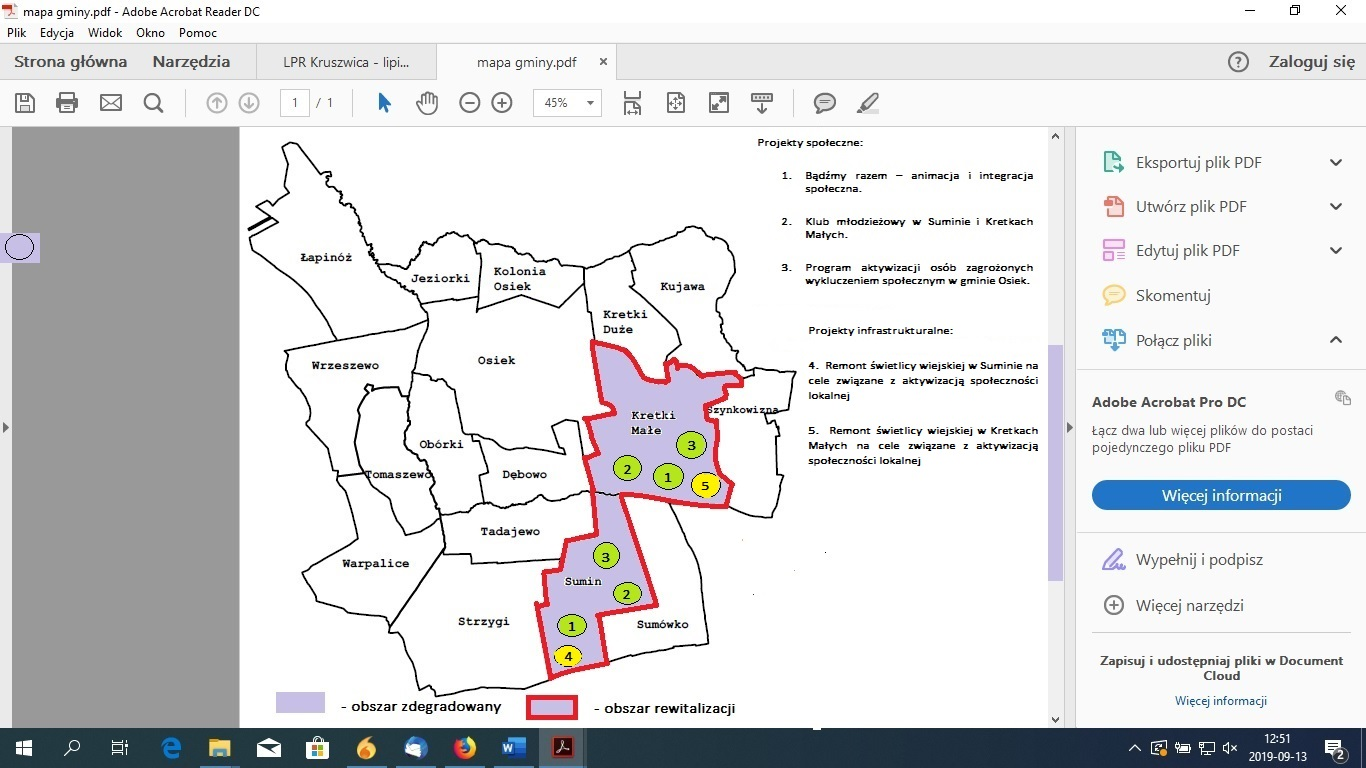 mapa gminy.pdf - Adobe Acrobat Reader DC
Plik Edycja Widok Okno Pomoc
Strona główna Narzędzia LPR Kruszwica - lipi... mapa gminy.pdf × Zaloguj się
1 / 1 45%
Projekty społeczne:
1. Bądźmy razem – animacja i integracja
społeczna.
2. Klub młodzieżowy w Suminie i Kretkach
Małych.
3. Program aktywizacji osób zagrożonych
wykluczeniem społecznym w gminie Osiek.
Projekty infrastrukturalne:
4. Remont świetlicy wiejskiej w Suminie na
cele związane z aktywizacją społeczności
lokalnej
5. Remont świetlicy wiejskiej w Kretkach
Małych na cele związane z aktywizacją
społeczności lokalnej
Łapinóż
Jeziorki
Kolonia
Osiek
Kujawa
Kretki
Duże
Wrzeszewo
Osiek
Kretki
Małe
Szynkowizna
Obórki
3
2
1
5
Tomaszewo
Dębowo
Tadajewo
Warpalice
3
Sumin
2
Strzygi
1
Sumówko
4
- obszar zdegradowany
- obszar rewitalizacji
Eksportuj plik PDF
Utwórz plik PDF
Edytuj plik PDF
Skomentuj
Połącz pliki
Adobe Acrobat Pro DC
Łącz dwa lub więcej plików do postaci
pojedynczego pliku PDF
Więcej informacji
Wypełnij i podpisz
Więcej narzędzi
Zapisuj i udostępniaj pliki w Document
Cloud
Więcej informacji
12:51
2019-09-13
2